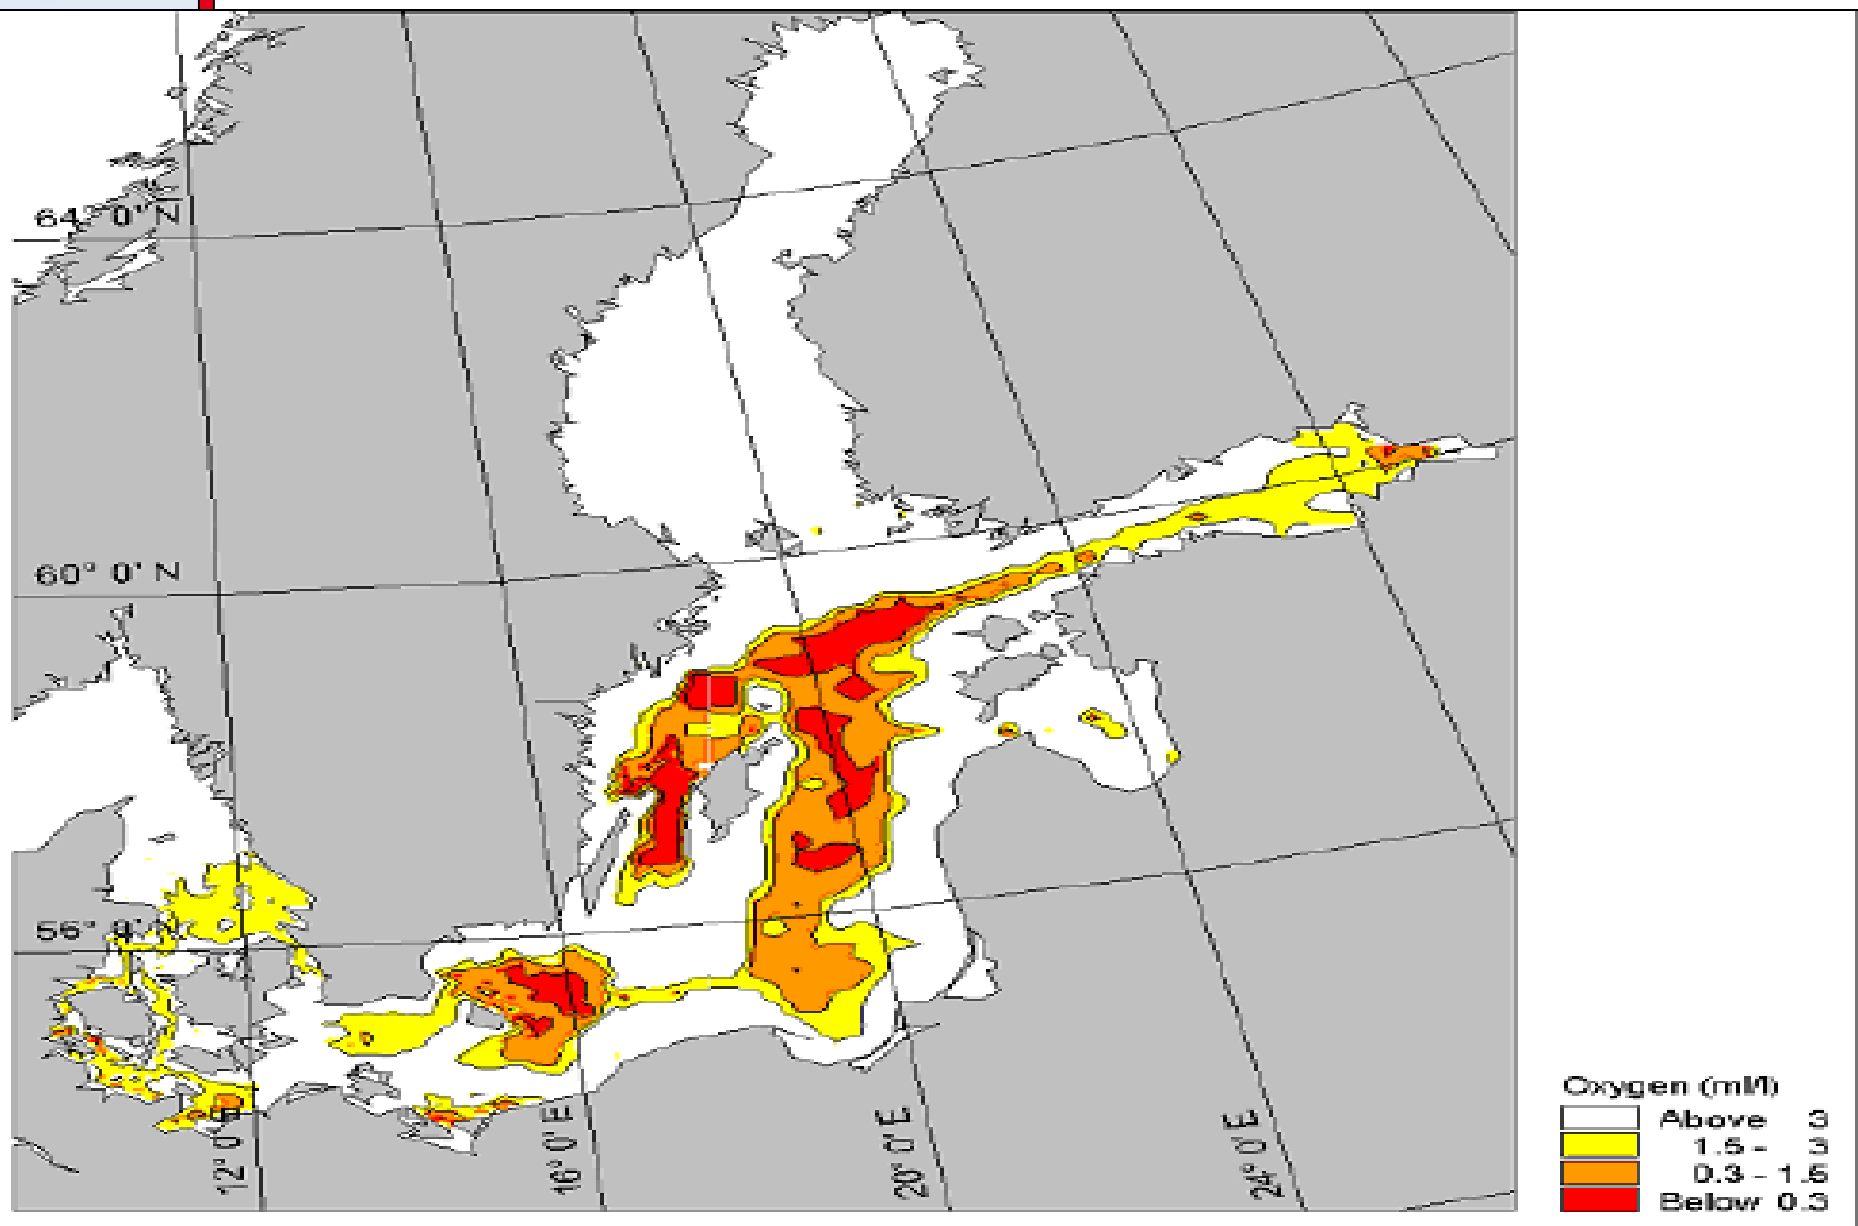 64° 0' N
60° 0' N
56° 0' N
12° 0'
16° 0' E
20° 0' E
24° 0' E
Oxygen (ml/l)
Above 3
1.5 - 3
0.3 - 1.5
Below 0.3